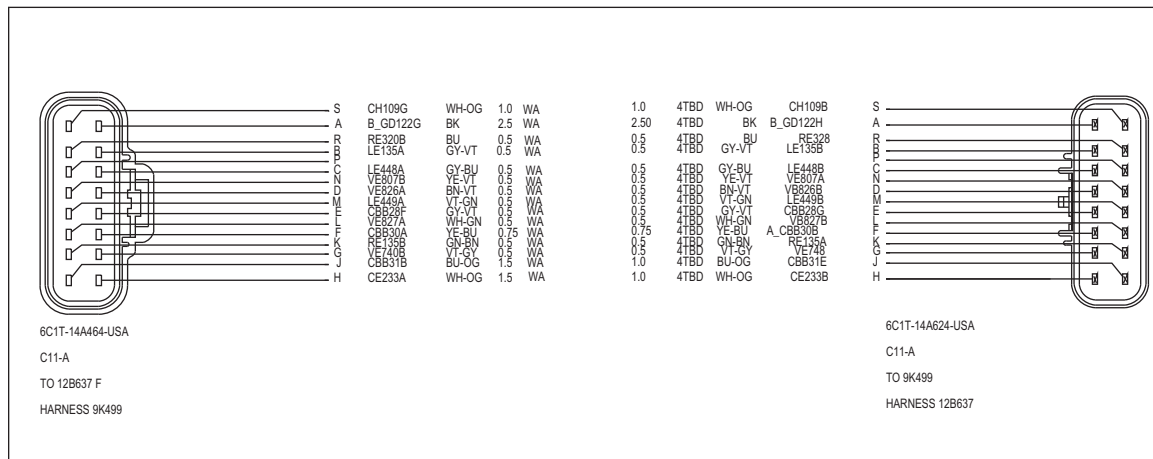 S CH109G WH-OG 1.0 WA
A B_GD122G BK 2.5 WA
R RE320B BU 0.5 WA
B LE135A GY-VT 0.5 WA
P
C LE448A GY-BU 0.5 WA
N VE807B YE-VT 0.5 WA
D VE826A BN-VT 0.5 WA
M LE449A VT-GN 0.5 WA
E CBB28F GY-VT 0.5 WA
L VE827A WH-GN 0.5 WA
F CBB30A YE-BU 0.75 WA
K RE135B GN-BN 0.5 WA
G VE740B VT-GY 0.5 WA
J CBB31B BU-OG 1.5 WA
H CE233A WH-OG 1.5 WA
6C1T-14A464-USA
C11-A
TO 12B637 F
HARNESS 9K499
1.0 4TBD WH-OG CH109B S
2.50 4TBD BK B_GD122H A
0.5 4TBD BU RE328 R
0.5 4TBD GY-VT LE135B B
P
0.5 4TBD GY-BU LE448B C
0.5 4TBD YE-VT VE807A N
0.5 4TBD BN-VT VB826B D
0.5 4TBD VT-GN LE449B M
0.5 4TBD GY-VT CBB28G E
0.5 4TBD WH-GN VB827B L
0.75 4TBD YE-BU A_CBB30B F
0.5 4TBD GN-BN RE135A K
0.5 4TBD VT-GY VE748 G
1.0 4TBD BU-OG CBB31E J
1.0 4TBD WH-OG CE233B H
6C1T-14A624-USA
C11-A
TO 9K499
HARNESS 12B637